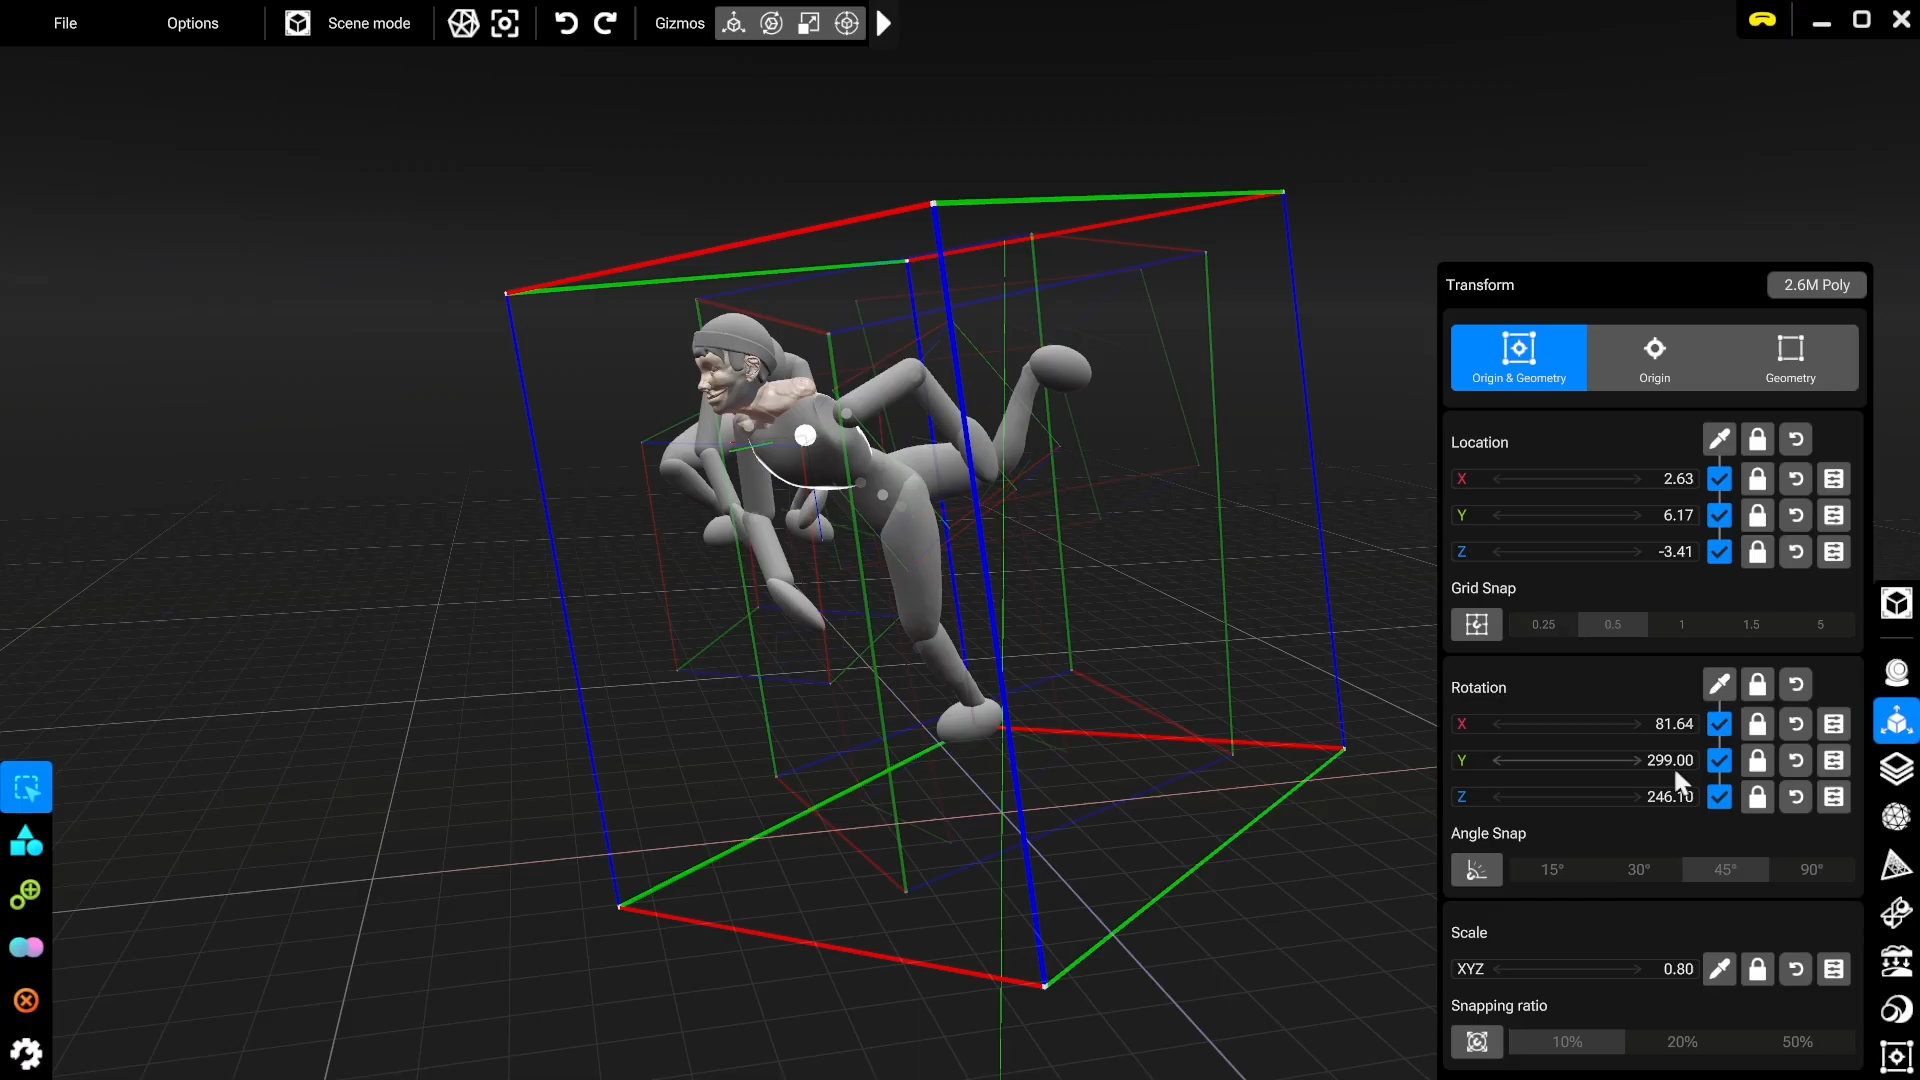 File Options Scene mode Gizmos
Transform 2.6M Poly
Origin & Geometry Origin Geometry
Location
X 2.63
Y 6.17
Z -3.41
Grid Snap
0.25 0.5 1 1.5 5
Rotation
X 81.64
Y 299.00
Z 246.10
Angle Snap
15° 30° 45° 90°
Scale
XYZ 0.80
Snapping ratio
10% 20% 50%